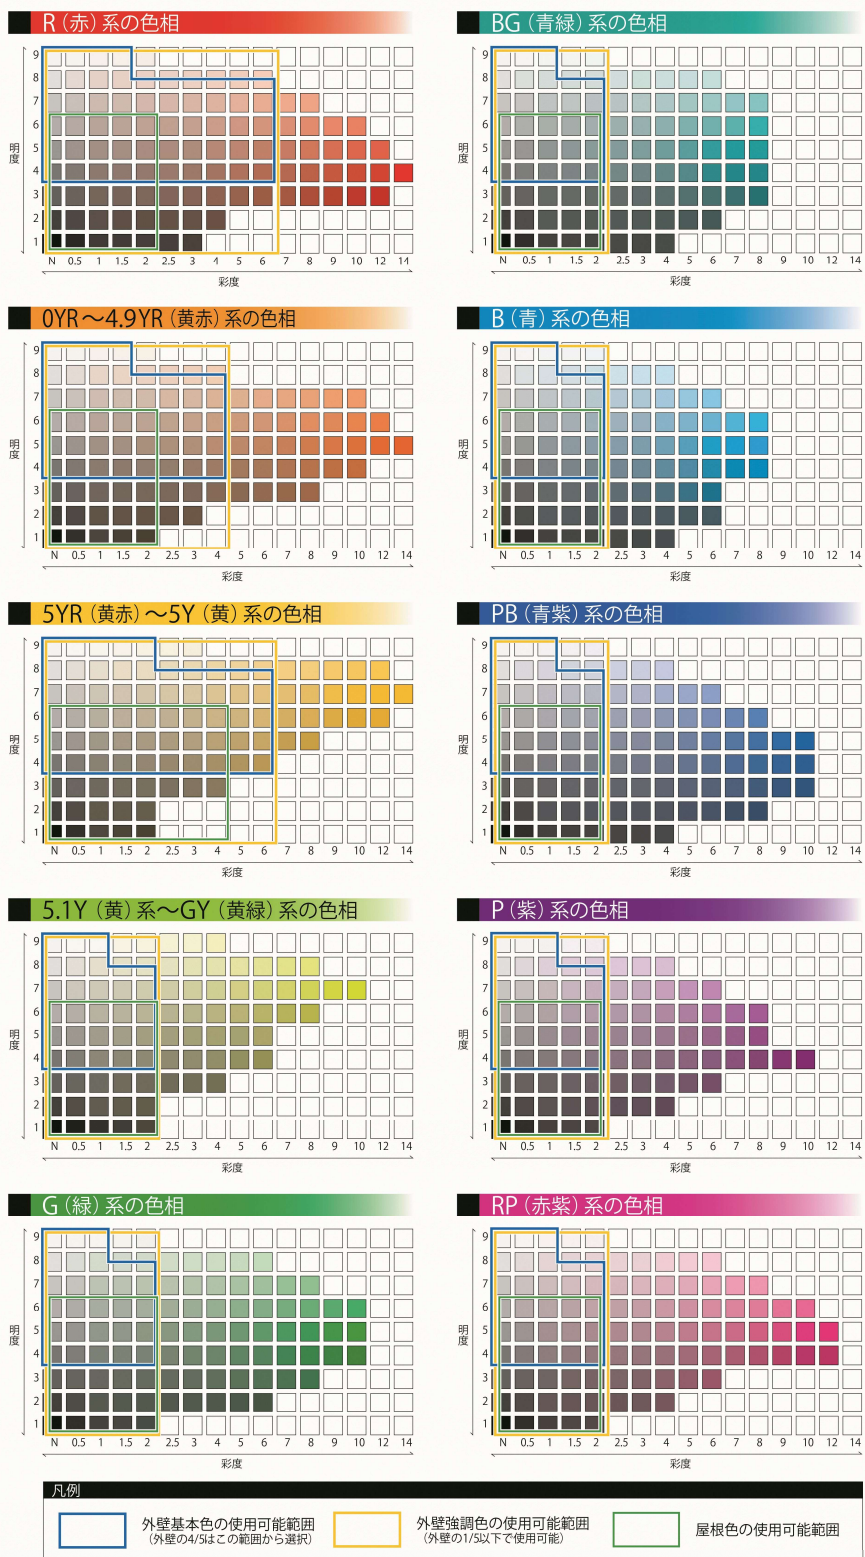 R（赤）系の色相
明度
9
8
7
6
5
4
3
2
1
N 0.5 1 1.5 2 2.5 3 4 5 6 7 8 10 12 14
彩度
BG（青緑）系の色相
明度
9
8
7
6
5
4
3
2
1
N 0.5 1 1.5 2 2.5 3 4 5 6 7 8 10 12 14
彩度
0YR～4.9YR（黄赤）系の色相
明度
9
8
7
6
5
4
3
2
1
N 0.5 1 1.5 2 2.5 3 4 5 6 7 8 10 12 14
彩度
B（青）系の色相
明度
9
8
7
6
5
4
3
2
1
N 0.5 1 1.5 2 2.5 3 4 5 6 7 8 10 12 14
彩度
5YR（黄赤）～5Y（黄）系の色相
明度
9
8
7
6
5
4
3
2
1
N 0.5 1 1.5 2 2.5 3 4 5 6 7 8 10 12 14
彩度
PB（青紫）系の色相
明度
9
8
7
6
5
4
3
2
1
N 0.5 1 1.5 2 2.5 3 4 5 6 7 8 10 12 14
彩度
5.1Y（黄）系～GY（黄緑）系の色相
明度
9
8
7
6
5
4
3
2
1
N 0.5 1 1.5 2 2.5 3 4 5 6 7 8 10 12 14
彩度
P（紫）系の色相
明度
9
8
7
6
5
4
3
2
1
N 0.5 1 1.5 2 2.5 3 4 5 6 7 8 10 12 14
彩度
G（緑）系の色相
明度
9
8
7
6
5
4
3
2
1
N 0.5 1 1.5 2 2.5 3 4 5 6 7 8 10 12 14
彩度
RP（赤紫）系の色相
明度
9
8
7
6
5
4
3
2
1
N 0.5 1 1.5 2 2.5 3 4 5 6 7 8 10 12 14
彩度
凡例
外壁基本色の使用可能範囲
（外壁の4/5はこの範囲から選択）
外壁強調色の使用可能範囲
（外壁の1/5以下で使用可能）
屋根色の使用可能範囲